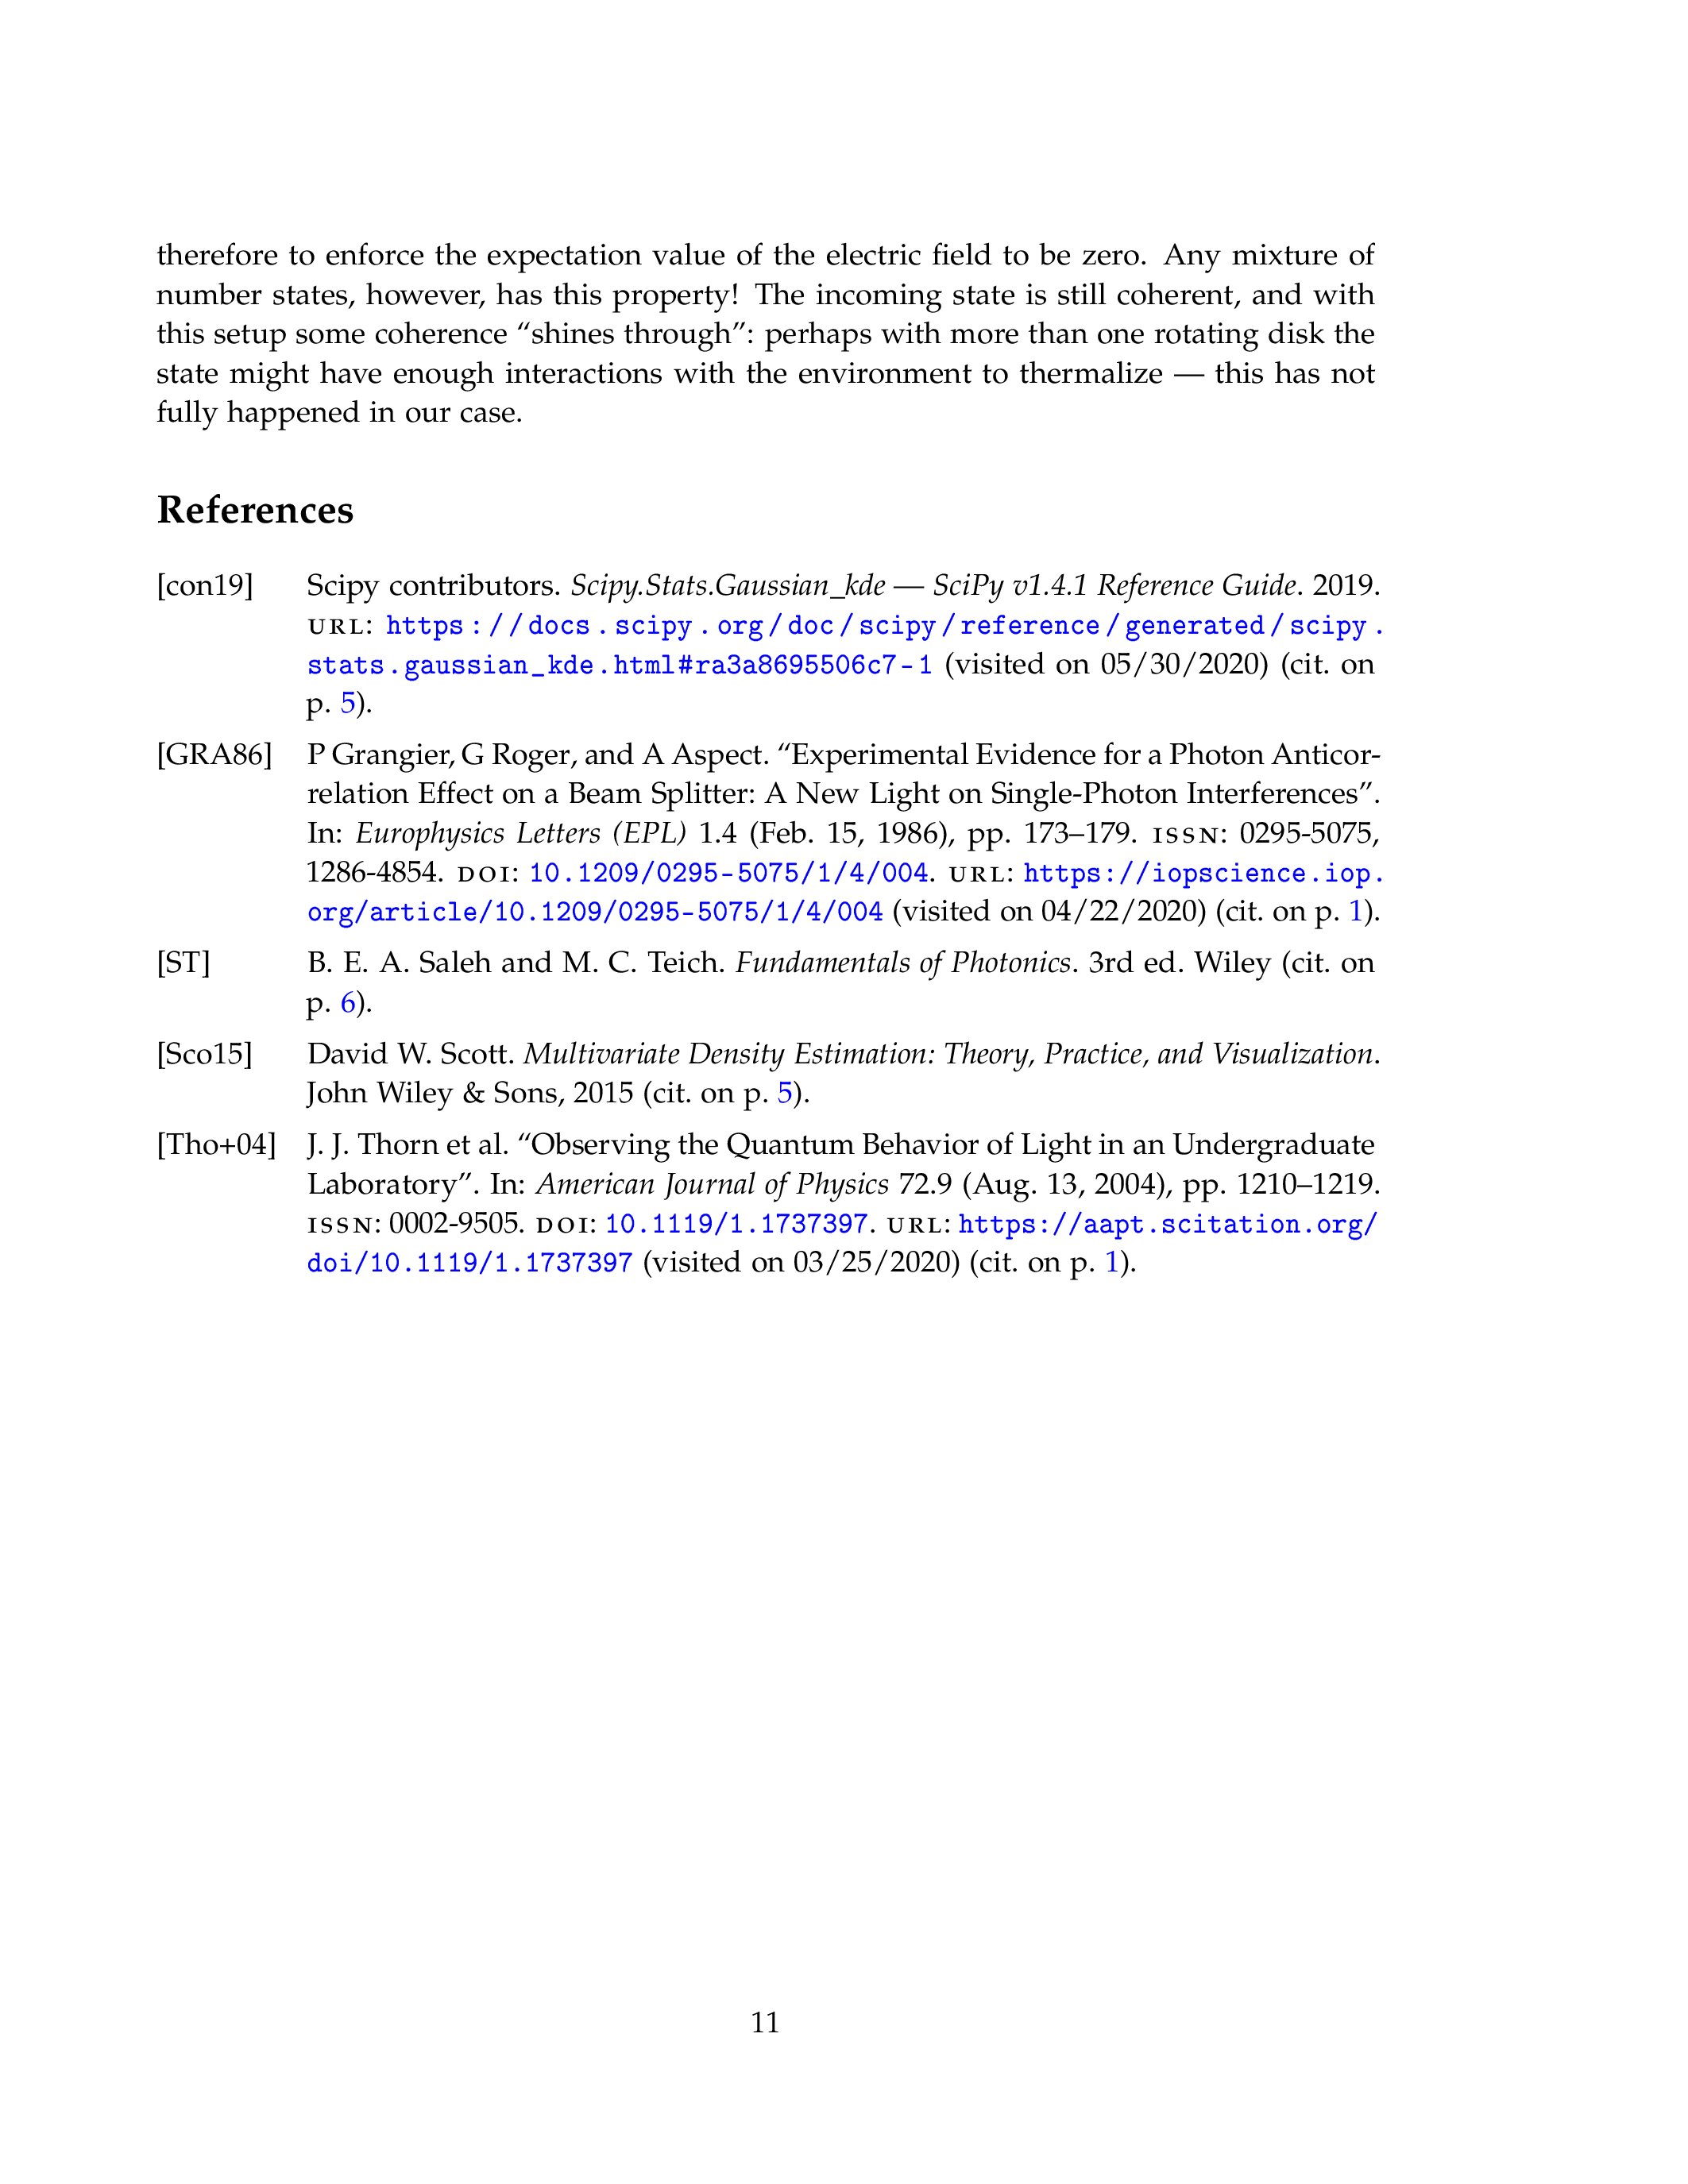 therefore to enforce the expectation value of the electric field to be zero. Any mixture of
number states, however, has this property! The incoming state is still coherent, and with
this setup some coherence “shines through”: perhaps with more than one rotating disk the
state might have enough interactions with the environment to thermalize — this has not
fully happened in our case.
References
[con19] Scipy contributors. Scipy.Stats.Gaussian_kde — SciPy v1.4.1 Reference Guide. 2019.
URL: https://docs.scipy.org/doc/scipy/reference/generated/scipy.
stats.gaussian_kde.html#ra3a8695506c7-1 (visited on 05/30/2020) (cit. on
p. 5).
[GRA86] P Grangier, G Roger, and A Aspect. “Experimental Evidence for a Photon Anticor-
relation Effect on a Beam Splitter: A New Light on Single-Photon Interferences”.
In: Europhysics Letters (EPL) 1.4 (Feb. 15, 1986), pp. 173–179. ISSN: 0295-5075,
1286-4854. DOI: 10.1209/0295-5075/1/4/004. URL: https://iopscience.iop.
org/article/10.1209/0295-5075/1/4/004 (visited on 04/22/2020) (cit. on p. 1).
[ST] B. E. A. Saleh and M. C. Teich. Fundamentals of Photonics. 3rd ed. Wiley (cit. on
p. 6).
[Sco15] David W. Scott. Multivariate Density Estimation: Theory, Practice, and Visualization.
John Wiley & Sons, 2015 (cit. on p. 5).
[Tho+04] J. J. Thorn et al. “Observing the Quantum Behavior of Light in an Undergraduate
Laboratory”. In: American Journal of Physics 72.9 (Aug. 13, 2004), pp. 1210–1219.
ISSN: 0002-9505. DOI: 10.1119/1.1737397. URL: https://aapt.scitation.org/
doi/10.1119/1.1737397 (visited on 03/25/2020) (cit. on p. 1).
11